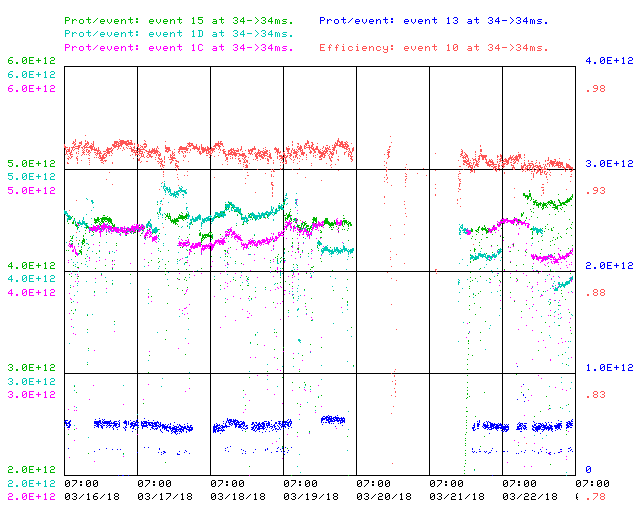 Prot/event: event 15 at 34->34ms. Prot/event: event 13 at 34->34ms.
Prot/event: event 1D at 34->34ms.
Prot/event: event 1C at 34->34ms. Efficiency: event 10 at 34->34ms.
6.0E+12 4.0E+12
6.0E+12
6.0E+12 .98
5.0E+12 3.0E+12
5.0E+12
5.0E+12 .93
4.0E+12 2.0E+12
4.0E+12
4.0E+12 .88
3.0E+12 1.0E+12
3.0E+12
3.0E+12 .83
2.0E+12 0
2.0E+12 07:00 07:00 07:00 07:00 07:00 07:00 07:00 07:00
2.0E+12 03/16/18 03/17/18 03/18/18 03/19/18 03/20/18 03/21/18 03/22/18 .78